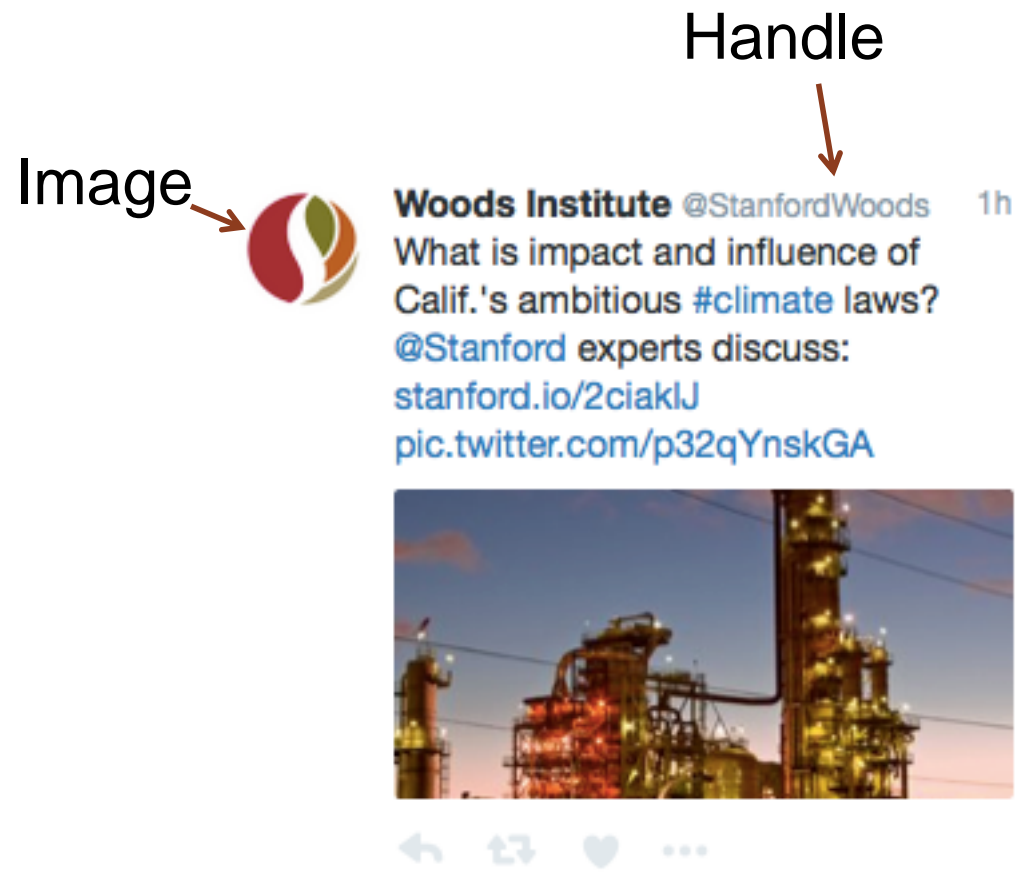 Handle
Image
Woods Institute @StanfordWoods 1h
What is impact and influence of
Calif.'s ambitious #climate laws?
@Stanford experts discuss:
stanford.io/2ciaklJ
pic.twitter.com/p32qYnskGA